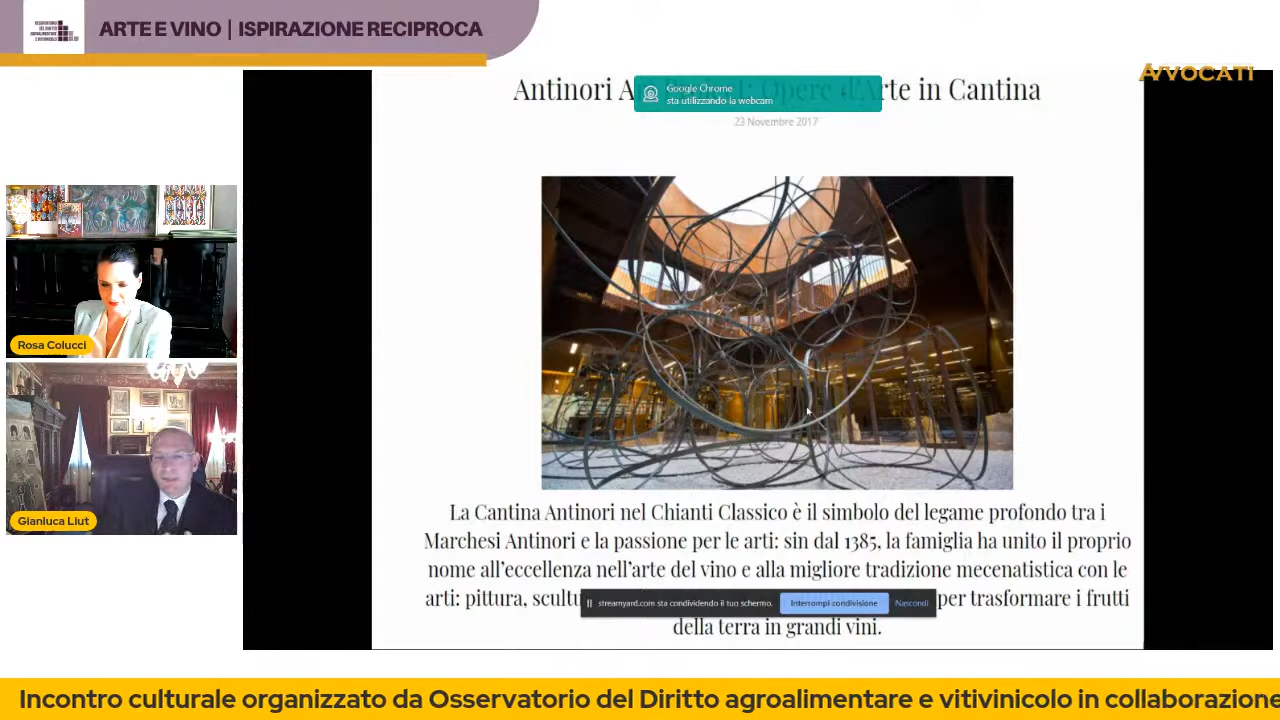 ARTE E VINO | ISPIRAZIONE RECIPROCA
AVVOCATI
Antinori A Opere d'Arte in Cantina
Google Chrome
sta utilizzando la webcam
23 Novembre 2017
Rosa Colucci
Gianluca Liut
La Cantina Antinori nel Chianti Classico è il simbolo del legame profondo tra i
Marchesi Antinori e la passione per le arti: sin dal 1385, la famiglia ha unito il proprio
nome all'eccellenza nell'arte del vino e alla migliore tradizione mecenatistica con le
arti: pittura, scultu per trasformare i frutti
streamyard.com sta condividendo il tuo schermo. Interrompi condivisione Nascondi
della terra in grandi vini.
Incontro culturale organizzato da Osservatorio del Diritto agroalimentare e vitivinicolo in collaborazione